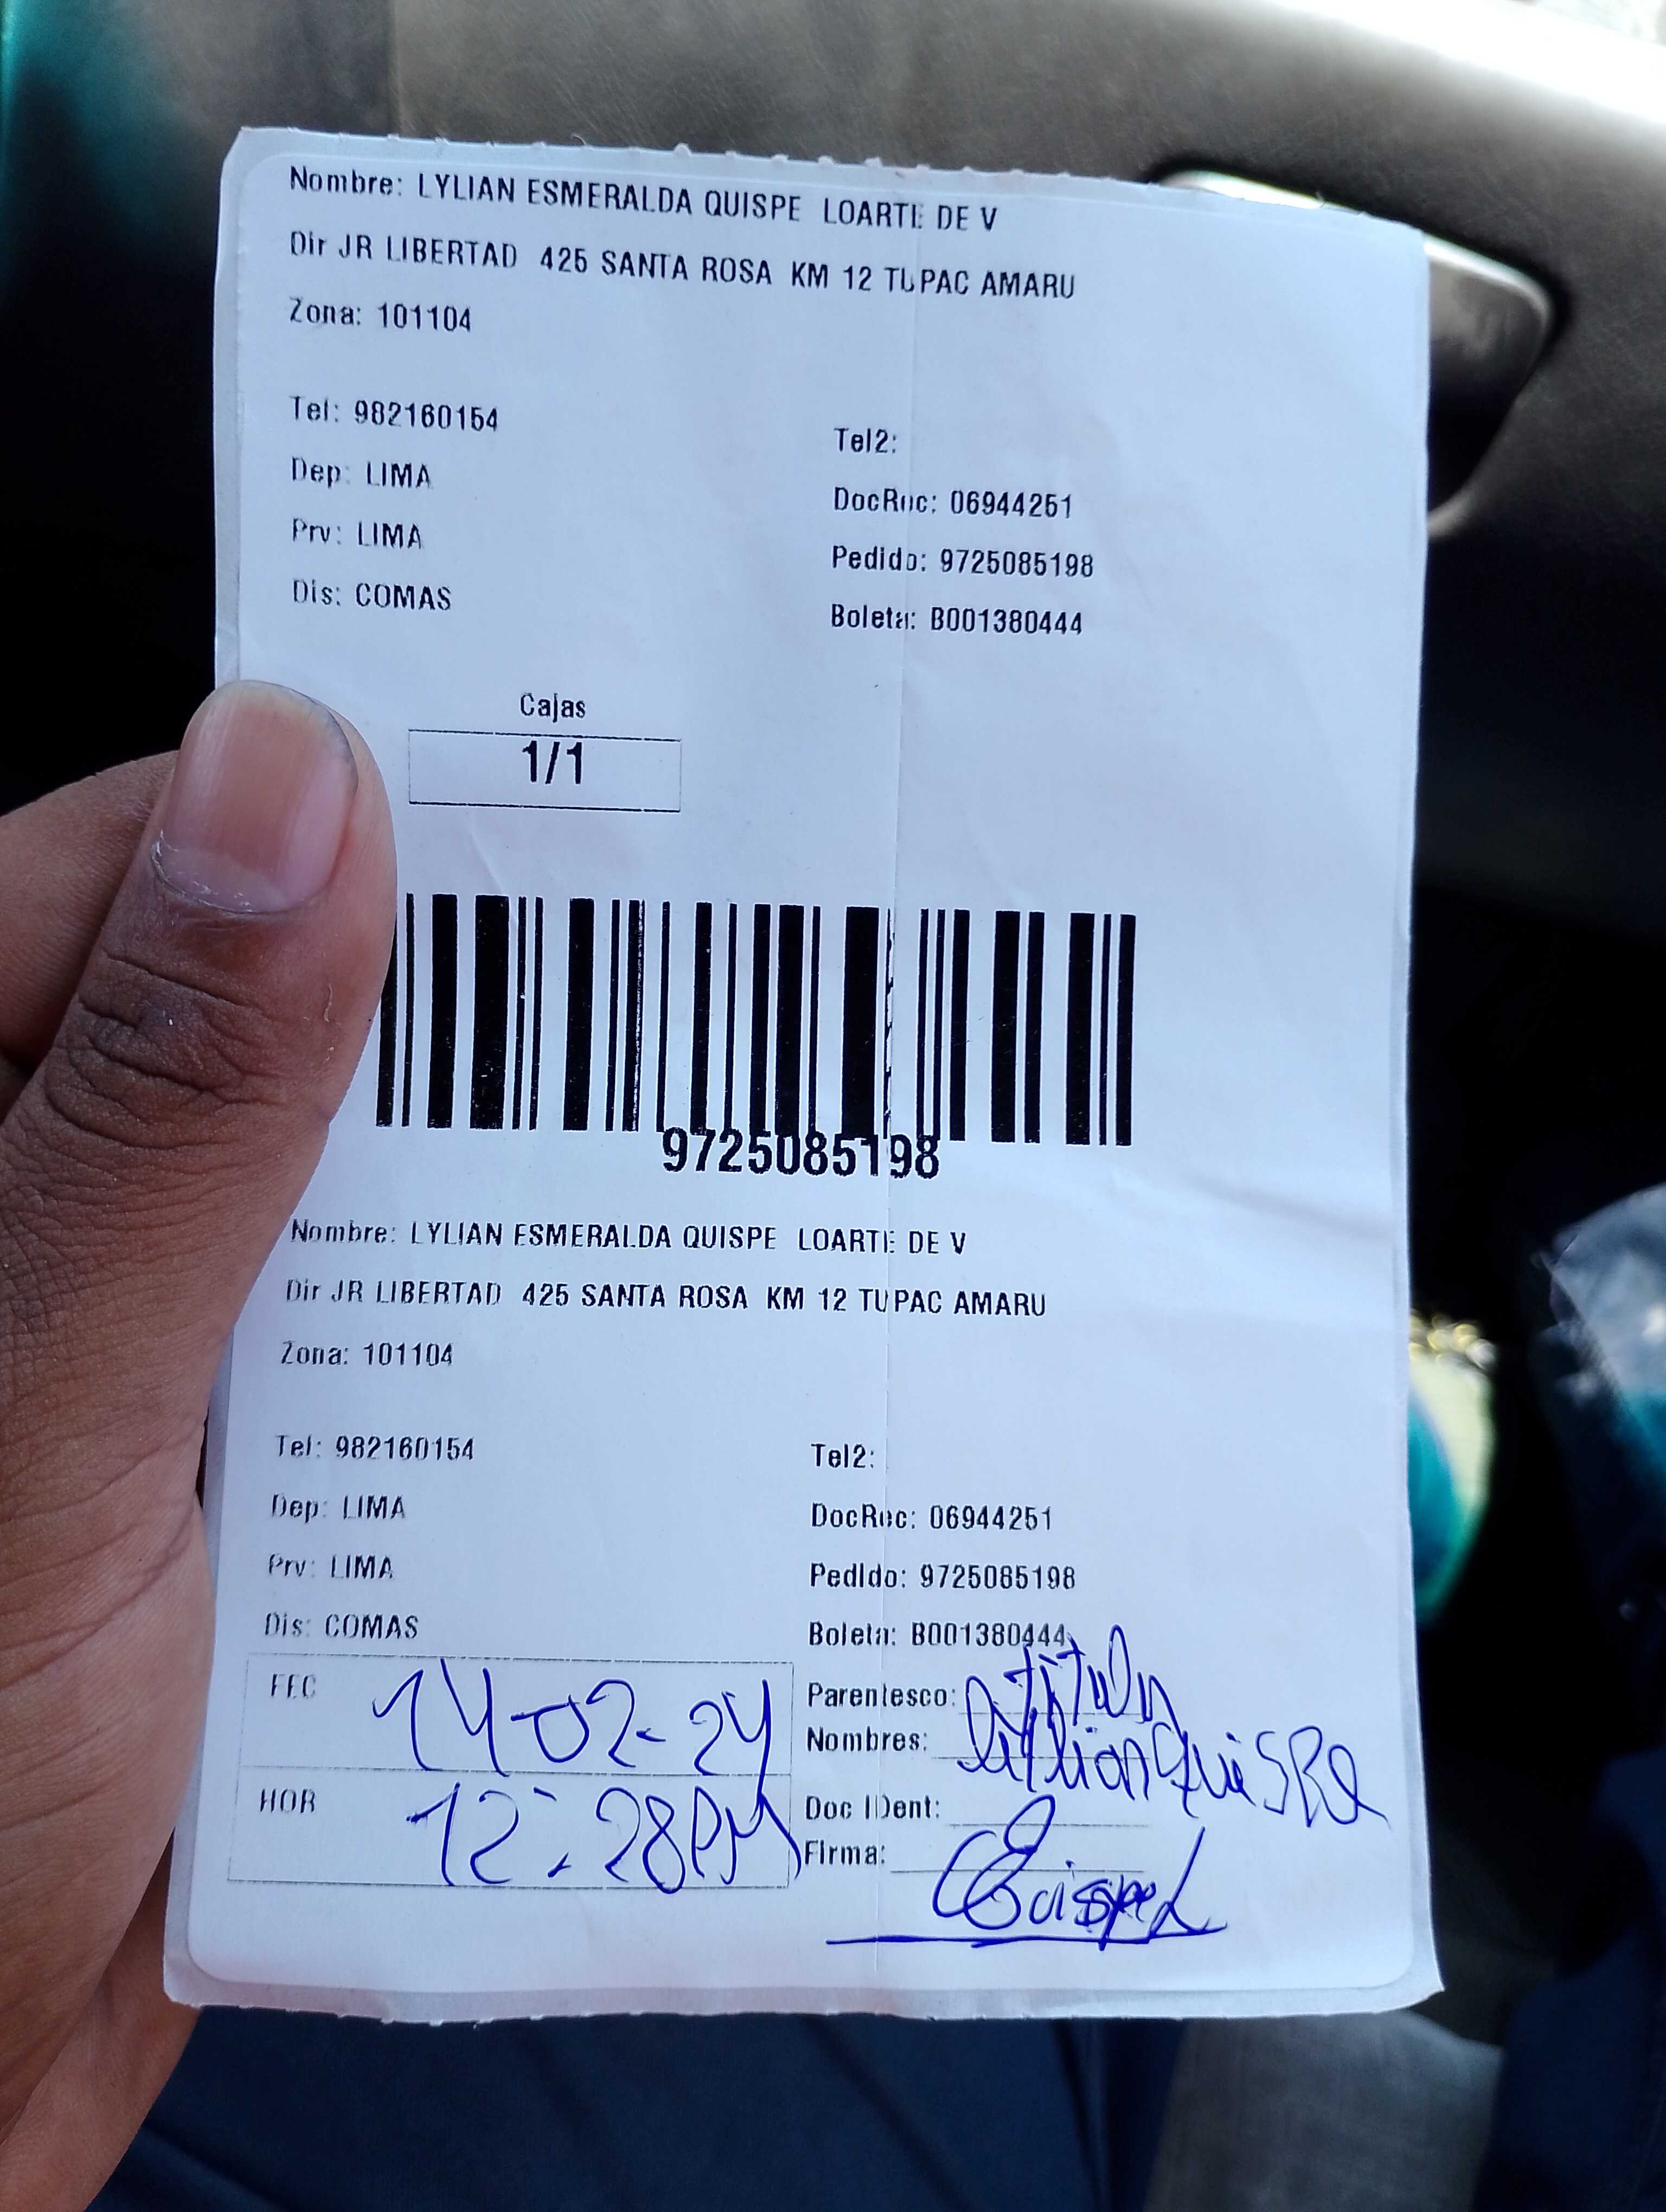 Nombre: LYLIAN ESMERALDA QUISPE LOARTE DE V
Dir JR LIBERTAD 425 SANTA ROSA KM 12 TUPAC AMARU
Zona: 101104
Tel: 982160154
Tel2:
Dep: LIMA
DocRec: 06944251
Prv: LIMA
Pedido: 9725085198
Dis: COMAS
Boleta: B001380444
Cajas
1/1
9725085198
Nombre: LYLIAN ESMERALDA QUISPE LOARTE DE V
Dir JR LIBERTAD 425 SANTA ROSA KM 12 TUPAC AMARU
Zona: 101104
Tel: 982160154
Tel2:
Dep: LIMA
DocRec: 06944251
Prv: LIMA
Pedido: 9725085198
Dis: COMAS
Boleta: B001380444
FEC 14-02-24
Parentesco:
Nombres: Lylian Quispe
HOR 12:28PM
Doc IDent:
Firma: Quispe L